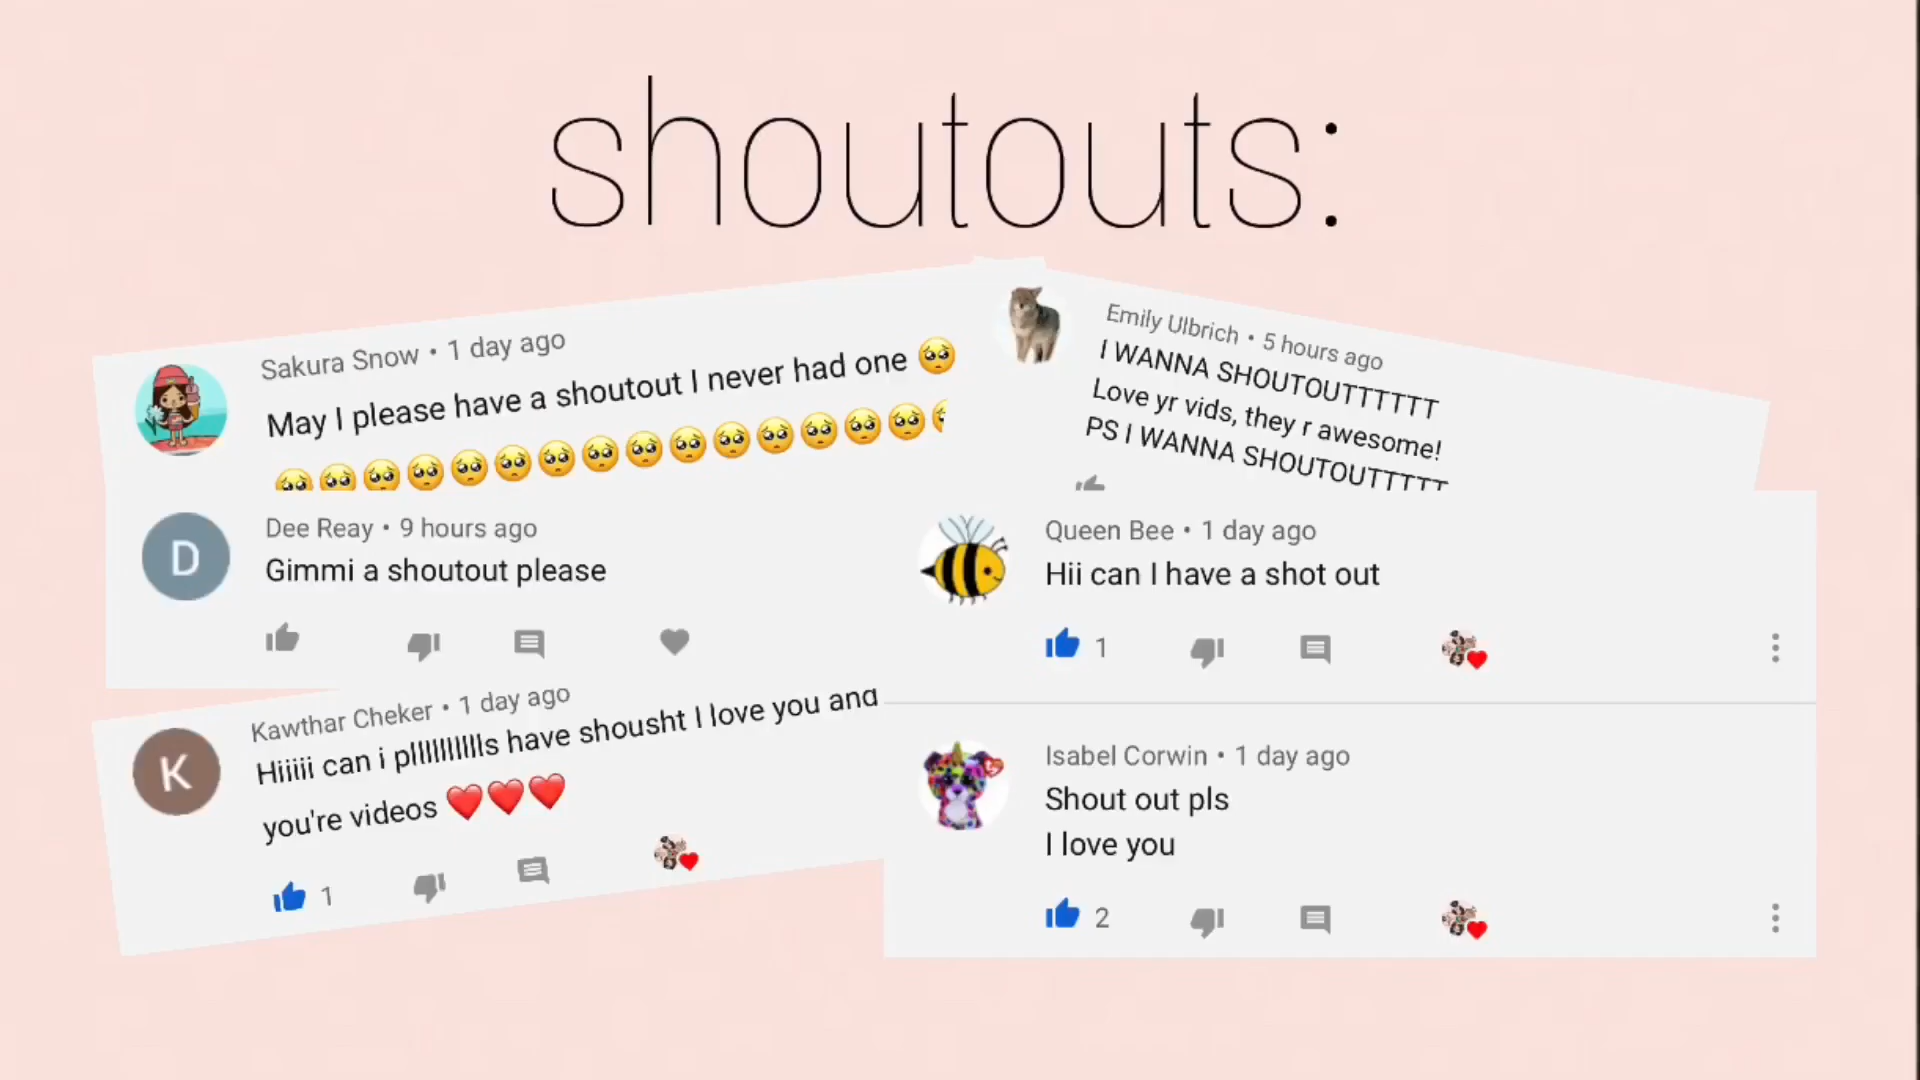 shoutouts:
Sakura Snow • 1 day ago
May I please have a shoutout I never had one 🥺
🥺🥺🥺🥺🥺🥺🥺🥺🥺🥺🥺🥺🥺🥺🥺🥺
Emily Ulbrich • 5 hours ago
I WANNA SHOUTOUTTTTTT
Love yr vids, they r awesome!
PS I WANNA SHOUTOUTTTTT
D
Dee Reay • 9 hours ago
Gimmi a shoutout please
Queen Bee • 1 day ago
Hii can I have a shot out
1
K
Kawthar Cheker • 1 day ago
Hiiiii can i plllllllllls have shousht I love you and
you're videos ❤️❤️❤️
1
Isabel Corwin • 1 day ago
Shout out pls
I love you
2